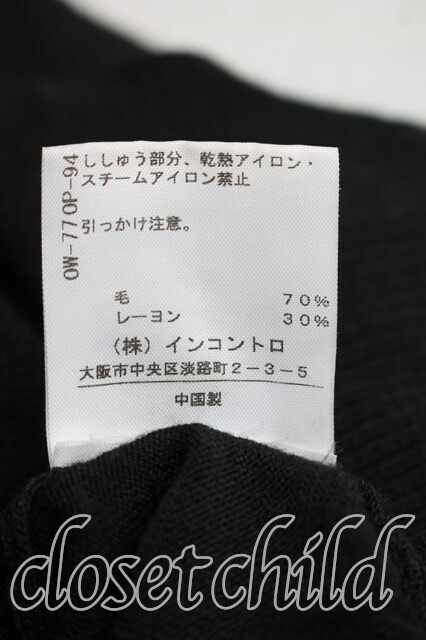 OW-770P-94
ししゅう部分、乾熱アイロン・
スチームアイロン禁止
引っかけ注意。
毛 70%
レーヨン 30%
(株)インコントロ
大阪市中央区淡路町2-3-5
中国製
closet child